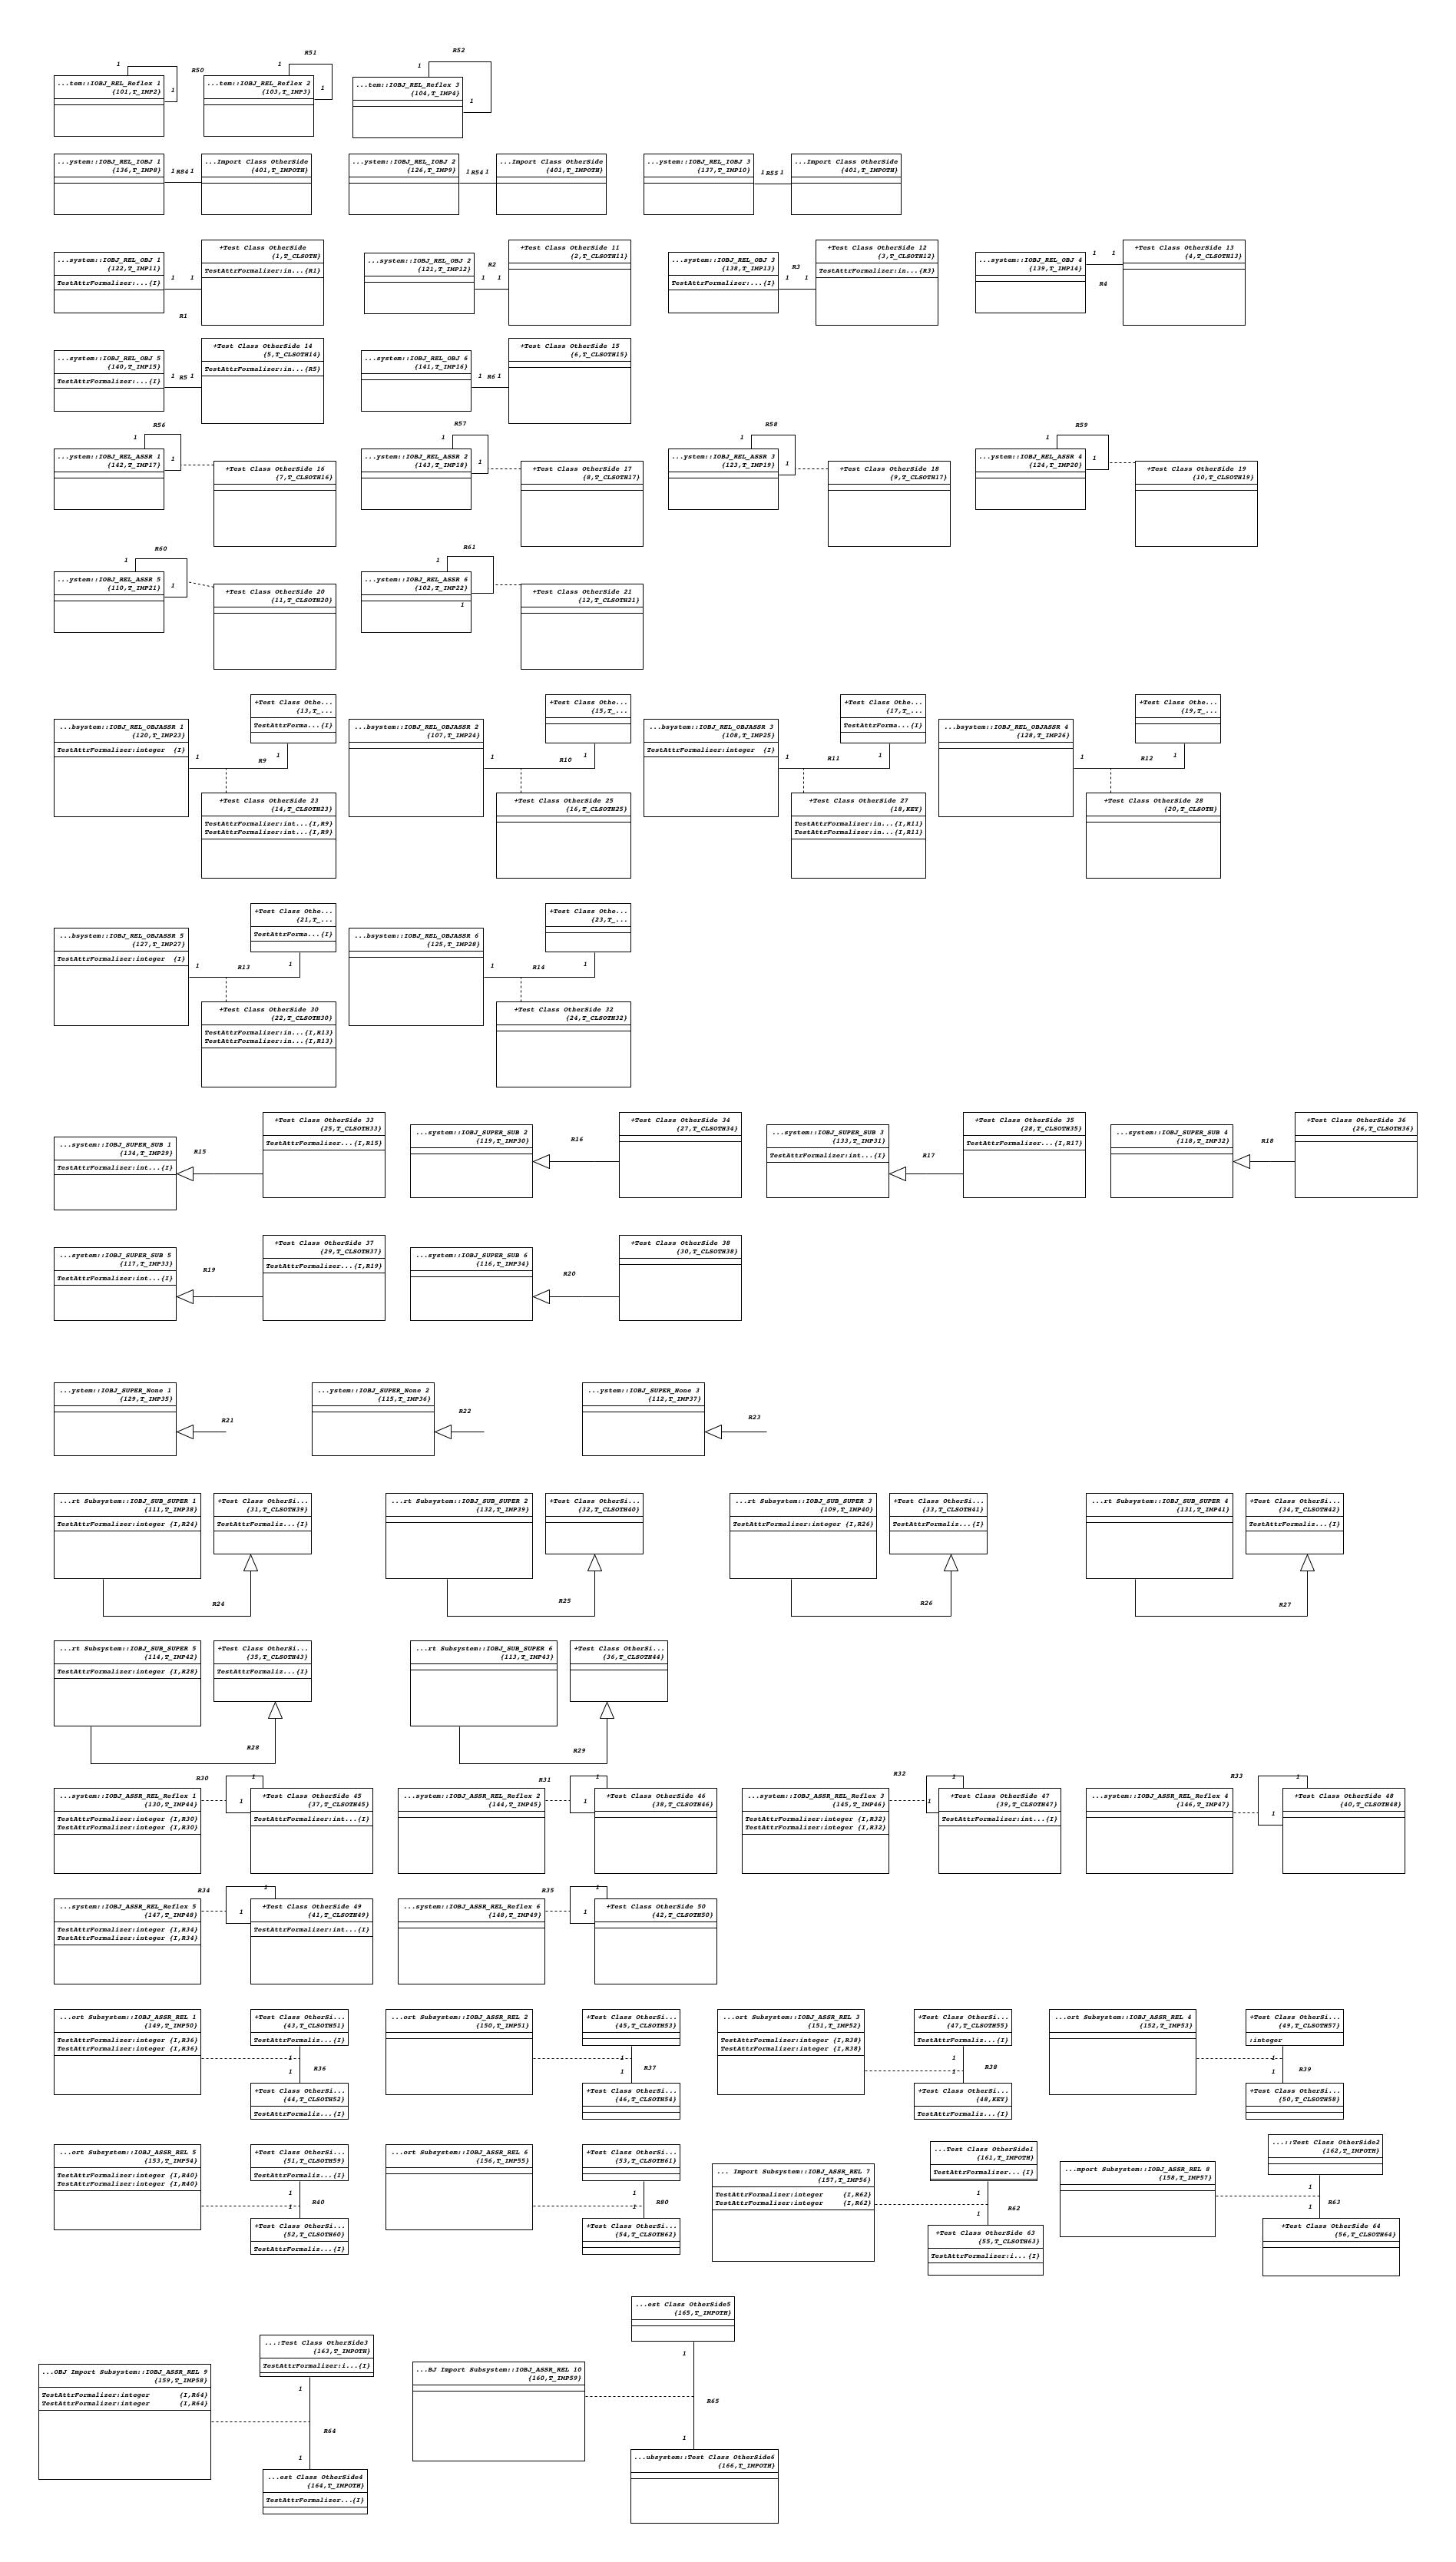 R50
R51
R52
1
1
1
...tem::IOBJ_REL_Reflex 1
{101,T_IMP2}
1
...tem::IOBJ_REL_Reflex 2
{103,T_IMP3}
1
...tem::IOBJ_REL_Reflex 3
{104,T_IMP4}
1
...ystem::IOBJ_REL_IOBJ 1
{136,T_IMP8}
1 R84 1
...Import Class OtherSide
{401,T_IMPOTH}
...ystem::IOBJ_REL_IOBJ 2
{126,T_IMP9}
1 R54 1
...Import Class OtherSide
{401,T_IMPOTH}
...ystem::IOBJ_REL_IOBJ 3
{137,T_IMP10}
1 R55 1
...Import Class OtherSide
{401,T_IMPOTH}
...system::IOBJ_REL_OBJ 1
{122,T_IMP11}
TestAttrFormalizer:...{I}
1 1
R1
+Test Class OtherSide
{1,T_CLSOTH}
TestAttrFormalizer:in...{R1}
...system::IOBJ_REL_OBJ 2
{121,T_IMP12}
R2
1 1
+Test Class OtherSide 11
{2,T_CLSOTH11}
...system::IOBJ_REL_OBJ 3
{138,T_IMP13}
TestAttrFormalizer:...{I}
R3
1 1
+Test Class OtherSide 12
{3,T_CLSOTH12}
TestAttrFormalizer:in...{R3}
...system::IOBJ_REL_OBJ 4
{139,T_IMP14}
1 1
R4
+Test Class OtherSide 13
{4,T_CLSOTH13}
...system::IOBJ_REL_OBJ 5
{140,T_IMP15}
TestAttrFormalizer:...{I}
1 R5 1
+Test Class OtherSide 14
{5,T_CLSOTH14}
TestAttrFormalizer:in...{R5}
...system::IOBJ_REL_OBJ 6
{141,T_IMP16}
1 R6 1
+Test Class OtherSide 15
{6,T_CLSOTH15}
R56
1
...ystem::IOBJ_REL_ASSR 1
{142,T_IMP17}
1
+Test Class OtherSide 16
{7,T_CLSOTH16}
R57
1
...ystem::IOBJ_REL_ASSR 2
{143,T_IMP18}
1
+Test Class OtherSide 17
{8,T_CLSOTH17}
R58
1
...ystem::IOBJ_REL_ASSR 3
{123,T_IMP19}
1
+Test Class OtherSide 18
{9,T_CLSOTH17}
R59
1
...ystem::IOBJ_REL_ASSR 4
{124,T_IMP20}
1
+Test Class OtherSide 19
{10,T_CLSOTH19}
R60
1
...ystem::IOBJ_REL_ASSR 5
{110,T_IMP21}
1
+Test Class OtherSide 20
{11,T_CLSOTH20}
R61
1
...ystem::IOBJ_REL_ASSR 6
{102,T_IMP22}
1
+Test Class OtherSide 21
{12,T_CLSOTH21}
...bsystem::IOBJ_REL_OBJASSR 1
{120,T_IMP23}
TestAttrFormalizer:integer {I}
+Test Class Othe...
{13,T_...
TestAttrForma...{I}
1 R9 1
+Test Class OtherSide 23
{14,T_CLSOTH23}
TestAttrFormalizer:int...{I,R9}
TestAttrFormalizer:int...{I,R9}
...bsystem::IOBJ_REL_OBJASSR 2
{107,T_IMP24}
+Test Class Othe...
{15,T_...
1 R10 1
+Test Class OtherSide 25
{16,T_CLSOTH25}
...bsystem::IOBJ_REL_OBJASSR 3
{108,T_IMP25}
TestAttrFormalizer:integer {I}
+Test Class Othe...
{17,T_...
TestAttrForma...{I}
1 R11 1
+Test Class OtherSide 27
{18,KEY}
TestAttrFormalizer:in...{I,R11}
TestAttrFormalizer:in...{I,R11}
...bsystem::IOBJ_REL_OBJASSR 4
{128,T_IMP26}
+Test Class Othe...
{19,T_...
1 R12 1
+Test Class OtherSide 28
{20,T_CLSOTH}
...bsystem::IOBJ_REL_OBJASSR 5
{127,T_IMP27}
TestAttrFormalizer:integer {I}
+Test Class Othe...
{21,T_...
TestAttrForma...{I}
1 R13 1
+Test Class OtherSide 30
{22,T_CLSOTH30}
TestAttrFormalizer:in...{I,R13}
TestAttrFormalizer:in...{I,R13}
...bsystem::IOBJ_REL_OBJASSR 6
{125,T_IMP28}
+Test Class Othe...
{23,T_...
1 R14 1
+Test Class OtherSide 32
{24,T_CLSOTH32}
...system::IOBJ_SUPER_SUB 1
{134,T_IMP29}
TestAttrFormalizer:int...{I}
R15
+Test Class OtherSide 33
{25,T_CLSOTH33}
TestAttrFormalizer...{I,R15}
...system::IOBJ_SUPER_SUB 2
{119,T_IMP30}
R16
+Test Class OtherSide 34
{27,T_CLSOTH34}
...system::IOBJ_SUPER_SUB 3
{133,T_IMP31}
TestAttrFormalizer:int...{I}
R17
+Test Class OtherSide 35
{28,T_CLSOTH35}
TestAttrFormalizer...{I,R17}
...system::IOBJ_SUPER_SUB 4
{118,T_IMP32}
R18
+Test Class OtherSide 36
{26,T_CLSOTH36}
...system::IOBJ_SUPER_SUB 5
{117,T_IMP33}
TestAttrFormalizer:int...{I}
R19
+Test Class OtherSide 37
{29,T_CLSOTH37}
TestAttrFormalizer...{I,R19}
...system::IOBJ_SUPER_SUB 6
{116,T_IMP34}
R20
+Test Class OtherSide 38
{30,T_CLSOTH38}
...ystem::IOBJ_SUPER_None 1
{129,T_IMP35}
R21
...ystem::IOBJ_SUPER_None 2
{115,T_IMP36}
R22
...ystem::IOBJ_SUPER_None 3
{112,T_IMP37}
R23
...rt Subsystem::IOBJ_SUB_SUPER 1
{111,T_IMP38}
TestAttrFormalizer:integer {I,R24}
+Test Class OtherSi...
{31,T_CLSOTH39}
TestAttrFormaliz...{I}
R24
...rt Subsystem::IOBJ_SUB_SUPER 2
{132,T_IMP39}
+Test Class OtherSi...
{32,T_CLSOTH40}
R25
...rt Subsystem::IOBJ_SUB_SUPER 3
{109,T_IMP40}
TestAttrFormalizer:integer {I,R26}
+Test Class OtherSi...
{33,T_CLSOTH41}
TestAttrFormaliz...{I}
R26
...rt Subsystem::IOBJ_SUB_SUPER 4
{131,T_IMP41}
+Test Class OtherSi...
{34,T_CLSOTH42}
TestAttrFormaliz...{I}
R27
...rt Subsystem::IOBJ_SUB_SUPER 5
{114,T_IMP42}
TestAttrFormalizer:integer {I,R28}
+Test Class OtherSi...
{35,T_CLSOTH43}
TestAttrFormaliz...{I}
R28
...rt Subsystem::IOBJ_SUB_SUPER 6
{113,T_IMP43}
+Test Class OtherSi...
{36,T_CLSOTH44}
R29
R30
1
...system::IOBJ_ASSR_REL_Reflex 1
{130,T_IMP44}
TestAttrFormalizer:integer {I,R30}
TestAttrFormalizer:integer {I,R30}
1
+Test Class OtherSide 45
{37,T_CLSOTH45}
TestAttrFormalizer:int...{I}
R31
1
...system::IOBJ_ASSR_REL_Reflex 2
{144,T_IMP45}
1
+Test Class OtherSide 46
{38,T_CLSOTH46}
R32
1
...system::IOBJ_ASSR_REL_Reflex 3
{145,T_IMP46}
TestAttrFormalizer:integer {I,R32}
TestAttrFormalizer:integer {I,R32}
1
+Test Class OtherSide 47
{39,T_CLSOTH47}
TestAttrFormalizer:int...{I}
R33
1
...system::IOBJ_ASSR_REL_Reflex 4
{146,T_IMP47}
1
+Test Class OtherSide 48
{40,T_CLSOTH48}
R34
1
...system::IOBJ_ASSR_REL_Reflex 5
{147,T_IMP48}
TestAttrFormalizer:integer {I,R34}
TestAttrFormalizer:integer {I,R34}
1
+Test Class OtherSide 49
{41,T_CLSOTH49}
TestAttrFormalizer:int...{I}
R35
1
...system::IOBJ_ASSR_REL_Reflex 6
{148,T_IMP49}
1
+Test Class OtherSide 50
{42,T_CLSOTH50}
...ort Subsystem::IOBJ_ASSR_REL 1
{149,T_IMP50}
TestAttrFormalizer:integer {I,R36}
TestAttrFormalizer:integer {I,R36}
+Test Class OtherSi...
{43,T_CLSOTH51}
TestAttrFormaliz...{I}
1
1
R36
+Test Class OtherSi...
{44,T_CLSOTH52}
TestAttrFormaliz...{I}
...ort Subsystem::IOBJ_ASSR_REL 2
{150,T_IMP51}
+Test Class OtherSi...
{45,T_CLSOTH53}
1
1
R37
+Test Class OtherSi...
{46,T_CLSOTH54}
...ort Subsystem::IOBJ_ASSR_REL 3
{151,T_IMP52}
TestAttrFormalizer:integer {I,R38}
TestAttrFormalizer:integer {I,R38}
+Test Class OtherSi...
{47,T_CLSOTH55}
TestAttrFormaliz...{I}
1
1
R38
+Test Class OtherSi...
{48,KEY}
TestAttrFormaliz...{I}
...ort Subsystem::IOBJ_ASSR_REL 4
{152,T_IMP53}
+Test Class OtherSi...
{49,T_CLSOTH57}
:integer
1
1
R39
+Test Class OtherSi...
{50,T_CLSOTH58}
...ort Subsystem::IOBJ_ASSR_REL 5
{153,T_IMP54}
TestAttrFormalizer:integer {I,R40}
TestAttrFormalizer:integer {I,R40}
+Test Class OtherSi...
{51,T_CLSOTH59}
TestAttrFormaliz...{I}
1
1
R40
+Test Class OtherSi...
{52,T_CLSOTH60}
TestAttrFormaliz...{I}
...ort Subsystem::IOBJ_ASSR_REL 6
{156,T_IMP55}
+Test Class OtherSi...
{53,T_CLSOTH61}
1
1
R80
+Test Class OtherSi...
{54,T_CLSOTH62}
... Import Subsystem::IOBJ_ASSR_REL 7
{157,T_IMP56}
TestAttrFormalizer:integer {I,R62}
TestAttrFormalizer:integer {I,R62}
...Test Class OtherSide1
{161,T_IMPOTH}
TestAttrFormalizer...{I}
1
1
R62
+Test Class OtherSide 63
{55,T_CLSOTH63}
TestAttrFormalizer:i...{I}
...mport Subsystem::IOBJ_ASSR_REL 8
{158,T_IMP57}
...::Test Class OtherSide2
{162,T_IMPOTH}
1
1
R63
+Test Class OtherSide 64
{56,T_CLSOTH64}
...OBJ Import Subsystem::IOBJ_ASSR_REL 9
{159,T_IMP58}
TestAttrFormalizer:integer {I,R64}
TestAttrFormalizer:integer {I,R64}
...:Test Class OtherSide3
{163,T_IMPOTH}
TestAttrFormalizer:i...{I}
1
R64
1
...est Class OtherSide4
{164,T_IMPOTH}
TestAttrFormalizer...{I}
...BJ Import Subsystem::IOBJ_ASSR_REL 10
{160,T_IMP59}
...est Class OtherSide5
{165,T_IMPOTH}
1
R65
1
...ubsystem::Test Class OtherSide6
{166,T_IMPOTH}